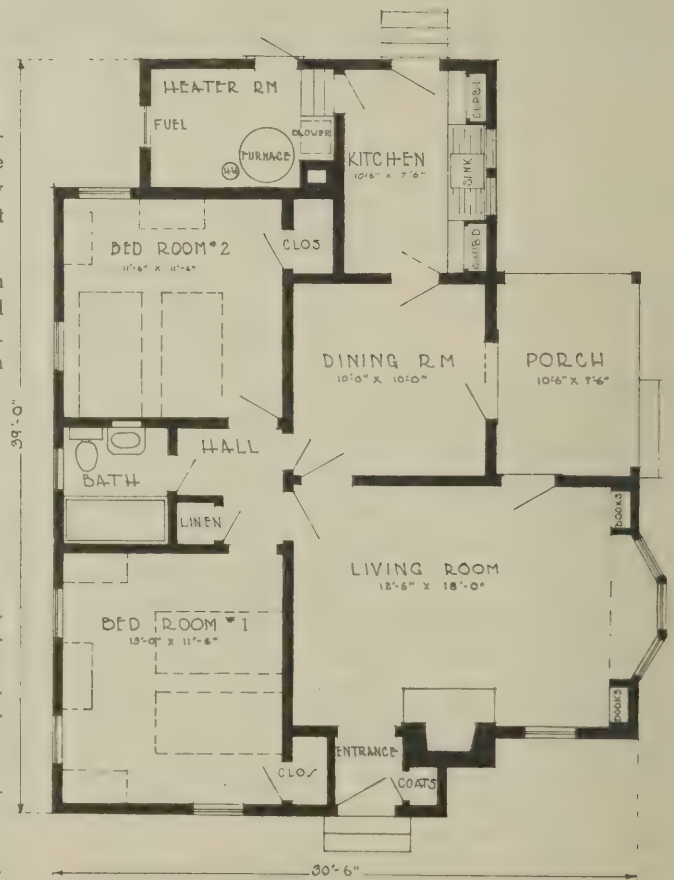 HEATER RM
FUEL
BLOWER
FURNACE
H.W.
KITCHEN
10'-6" X 7'-6"
CUPB'D
SINK
CUPB'D
BED ROOM #2
11'-6" X 11'-6"
CLOS
DINING RM
10'-0" X 10'-0"
PORCH
10'-6" X 7'-6"
39'-0"
HALL
BATH
LINEN
BOOKS
LIVING ROOM
12'-6" X 18'-0"
BED ROOM #1
13'-0" X 11'-6"
BOOKS
ENTRANCE
CLOS
COATS
30'-6"